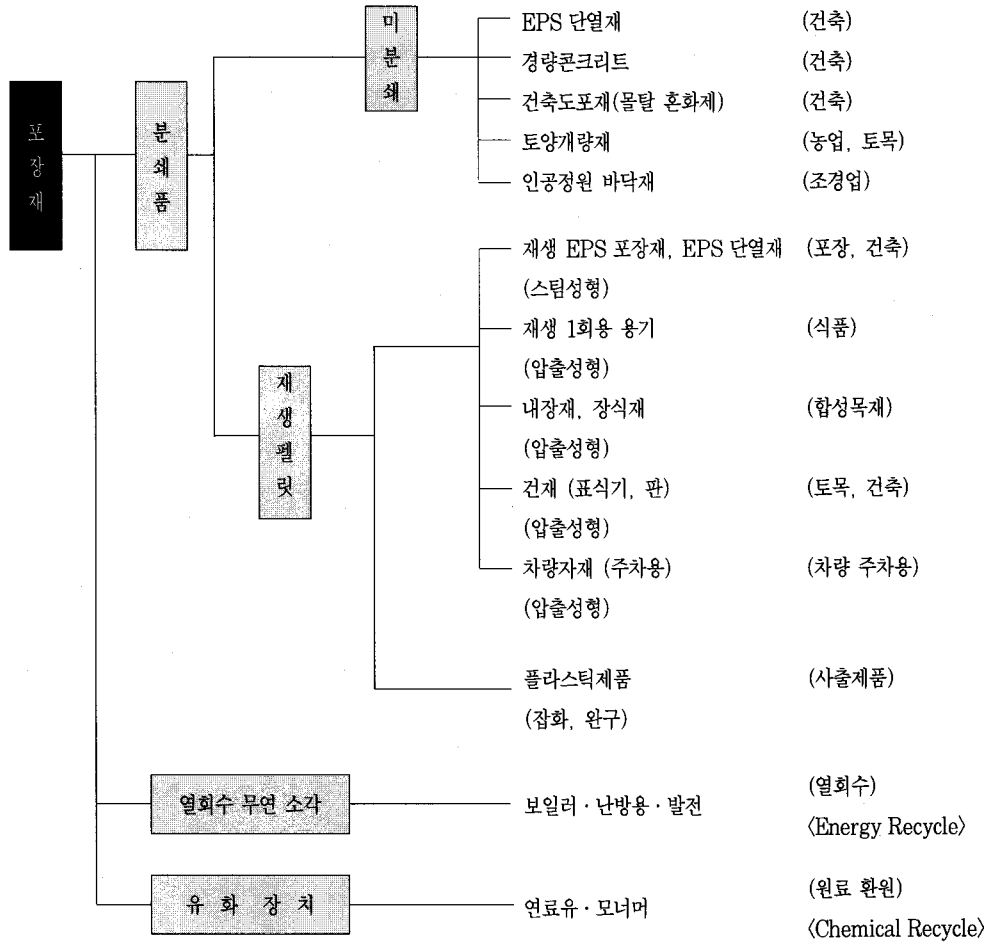 포장재
분쇄품
미분쇄
EPS 단열재 (건축)
경량콘크리트 (건축)
건축도포재(몰탈 혼화제) (건축)
토양개량재 (농업, 토목)
인공정원 바닥재 (조경업)
재생펠릿
재생 EPS 포장재, EPS 단열재 (포장, 건축)
(스팀성형)
재생 1회용 용기 (식품)
(압출성형)
내장재, 장식재 (합성목재)
(압출성형)
건재 (표식기, 판) (토목, 건축)
(압출성형)
차량자재 (주차용) (차량 주차용)
(압출성형)
플라스틱제품 (사출제품)
(잡화, 완구)
열회수 무연 소각
보일러 · 난방용 · 발전
(열회수)
〈Energy Recycle〉
유 화 장 치
연료유 · 모너머
(원료 환원)
〈Chemical Recycle〉